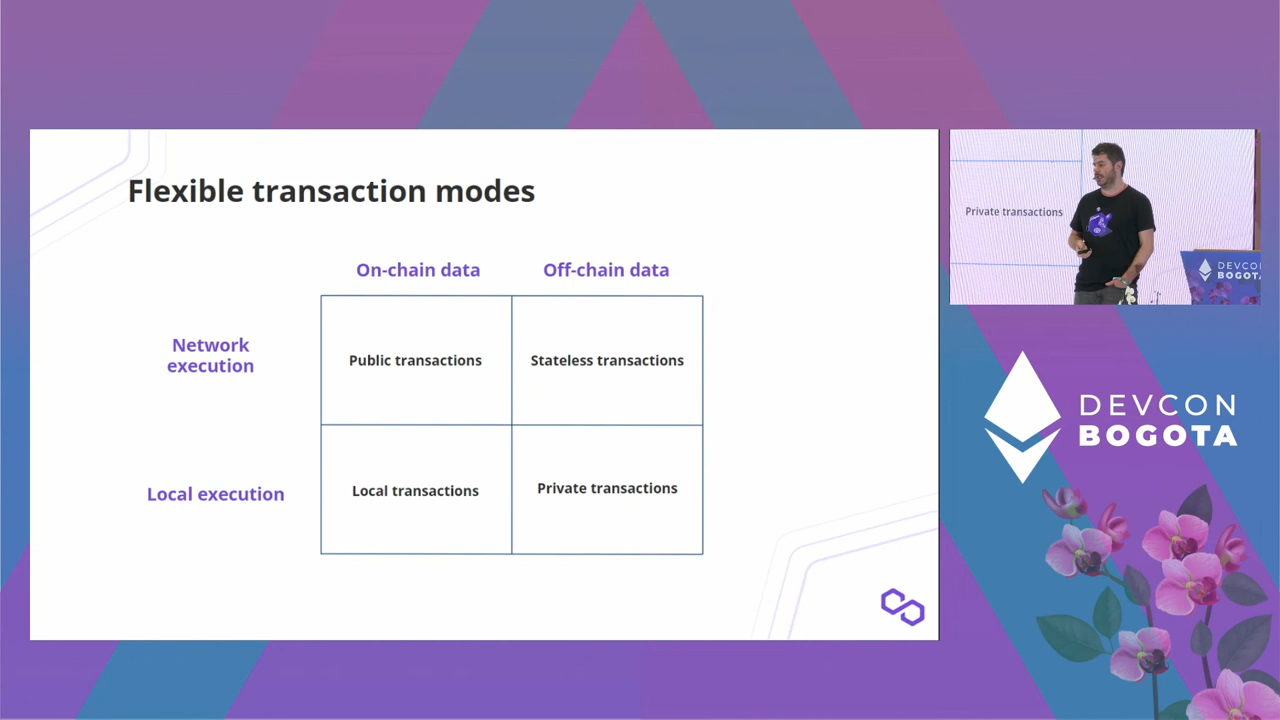 Flexible transaction modes
On-chain data
Off-chain data
Network
execution
Public transactions
Stateless transactions
Local execution
Local transactions
Private transactions
Private transactions
DEVCO
BOGOTA
DEVCON
BOGOTA